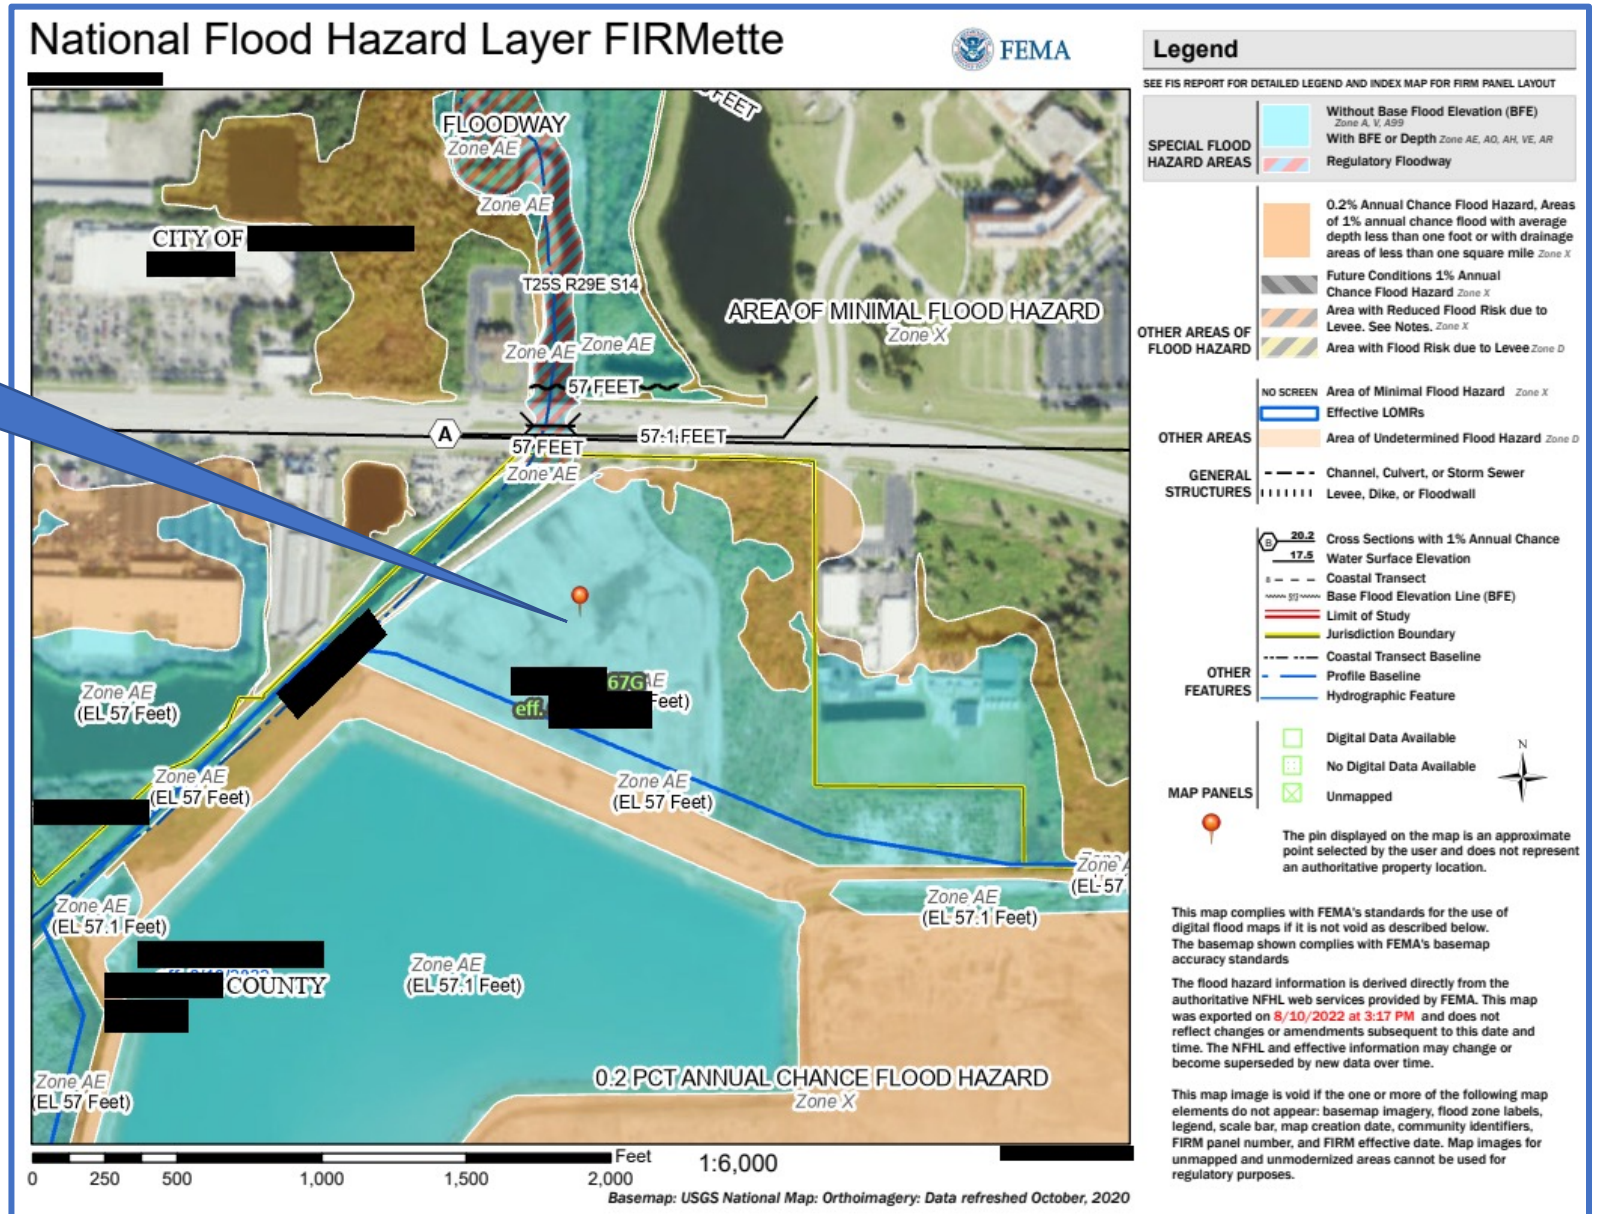 National Flood Hazard Layer FIRMette
FEMA
FEET
FLOODWAY
Zone AE
Zone AE
CITY OF
T25S R29E S14
AREA OF MINIMAL FLOOD HAZARD
Zone X
Zone AE
Zone AE
57 FEET
A
57.1 FEET
57 FEET
Zone AE
67G
AE
eff.
Feet)
Zone AE
(EL 57 Feet)
Zone AE
(EL 57 Feet)
Zone AE
(EL 57 Feet)
Zone A
(EL 57
Zone AE
(EL 57.1 Feet)
Zone AE
(EL 57.1 Feet)
COUNTY
Zone AE
(EL 57.1 Feet)
0.2 PCT ANNUAL CHANCE FLOOD HAZARD
Zone X
Zone AE
(EL 57 Feet)
Feet
0 250 500 1,000 1,500 2,000
1:6,000
Basemap: USGS National Map: Orthoimagery: Data refreshed October, 2020
Legend
SEE FIS REPORT FOR DETAILED LEGEND AND INDEX MAP FOR FIRM PANEL LAYOUT
SPECIAL FLOOD
HAZARD AREAS
Without Base Flood Elevation (BFE)
Zone A, V, A99
With BFE or Depth Zone AE, AO, AH, VE, AR
Regulatory Floodway
OTHER AREAS OF
FLOOD HAZARD
0.2% Annual Chance Flood Hazard, Areas
of 1% annual chance flood with average
depth less than one foot or with drainage
areas of less than one square mile Zone X
Future Conditions 1% Annual
Chance Flood Hazard Zone X
Area with Reduced Flood Risk due to
Levee. See Notes. Zone X
Area with Flood Risk due to Levee Zone D
OTHER AREAS
NO SCREEN Area of Minimal Flood Hazard Zone X
Effective LOMRs
Area of Undetermined Flood Hazard Zone D
GENERAL
STRUCTURES
Channel, Culvert, or Storm Sewer
Levee, Dike, or Floodwall
OTHER
FEATURES
B 20.2 Cross Sections with 1% Annual Chance
17.5 Water Surface Elevation
8 Coastal Transect
Base Flood Elevation Line (BFE)
Limit of Study
Jurisdiction Boundary
Coastal Transect Baseline
Profile Baseline
Hydrographic Feature
MAP PANELS
Digital Data Available
No Digital Data Available
Unmapped
N
The pin displayed on the map is an approximate
point selected by the user and does not represent
an authoritative property location.
This map complies with FEMA's standards for the use of
digital flood maps if it is not void as described below.
The basemap shown complies with FEMA's basemap
accuracy standards
The flood hazard information is derived directly from the
authoritative NFHL web services provided by FEMA. This map
was exported on 8/10/2022 at 3:17 PM and does not
reflect changes or amendments subsequent to this date and
time. The NFHL and effective information may change or
become superseded by new data over time.
This map image is void if the one or more of the following map
elements do not appear: basemap imagery, flood zone labels,
legend, scale bar, map creation date, community identifiers,
FIRM panel number, and FIRM effective date. Map images for
unmapped and unmodernized areas cannot be used for
regulatory purposes.